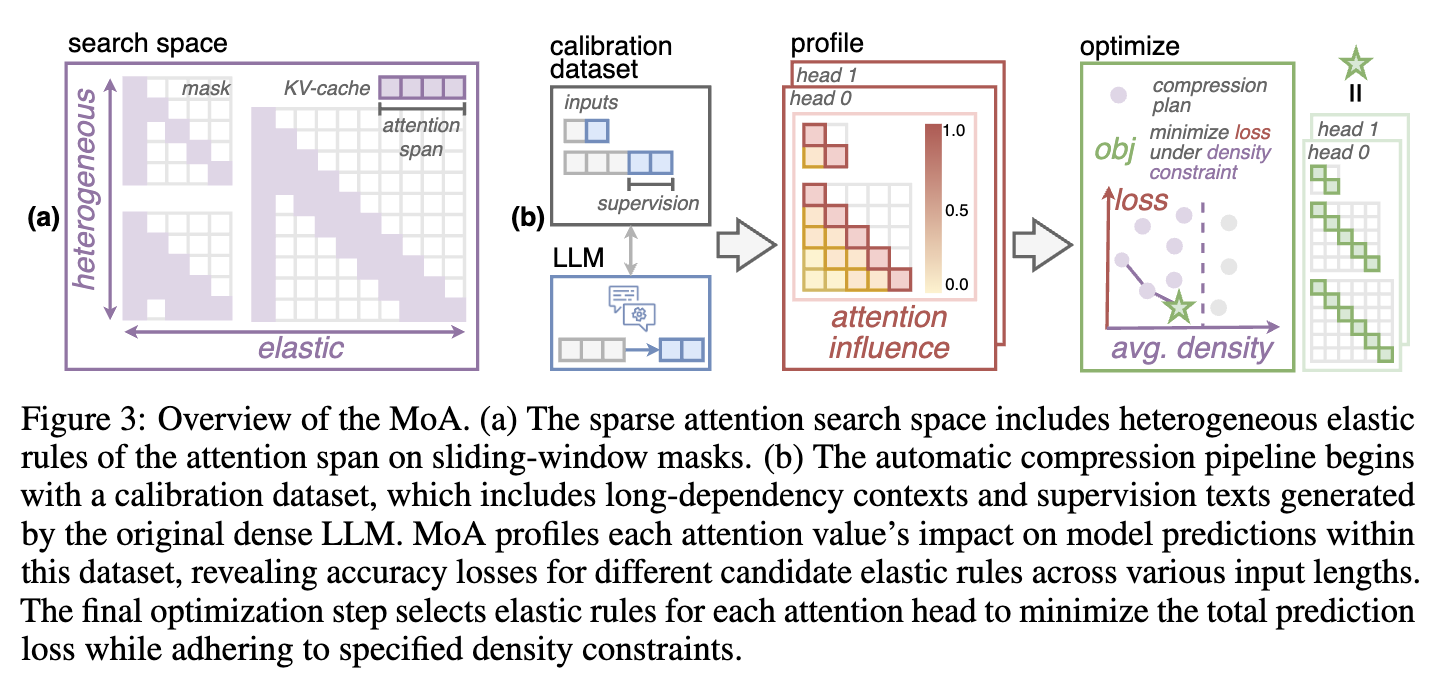 search space
heterogeneous
mask
KV-cache
attention
span
(a)
elastic
calibration
dataset
inputs
supervision
(b)
LLM
profile
head 1
head 0
1.0
0.5
0.0
attention
influence
optimize
compression
plan
obj
minimize loss
under density
constraint
loss
avg. density
=
head 1
head 0
Figure 3: Overview of the MoA. (a) The sparse attention search space includes heterogeneous elastic
rules of the attention span on sliding-window masks. (b) The automatic compression pipeline begins
with a calibration dataset, which includes long-dependency contexts and supervision texts generated
by the original dense LLM. MoA profiles each attention value's impact on model predictions within
this dataset, revealing accuracy losses for different candidate elastic rules across various input lengths.
The final optimization step selects elastic rules for each attention head to minimize the total prediction
loss while adhering to specified density constraints.